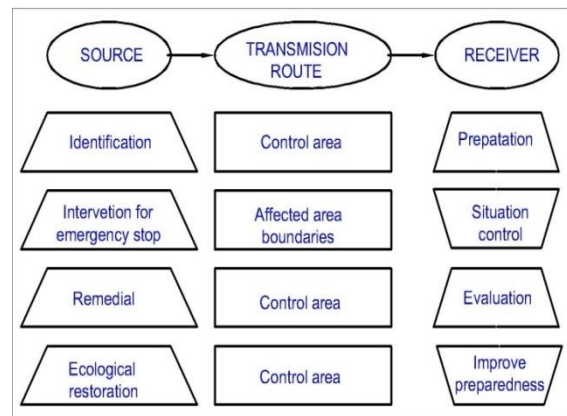 SOURCE
TRANSMISION
ROUTE
RECEIVER
Identification
Control area
Prepatation
Intervetion for
emergency stop
Affected area
boundaries
Situation
control
Remedial
Control area
Evaluation
Ecological
restoration
Control area
Improve
preparedness